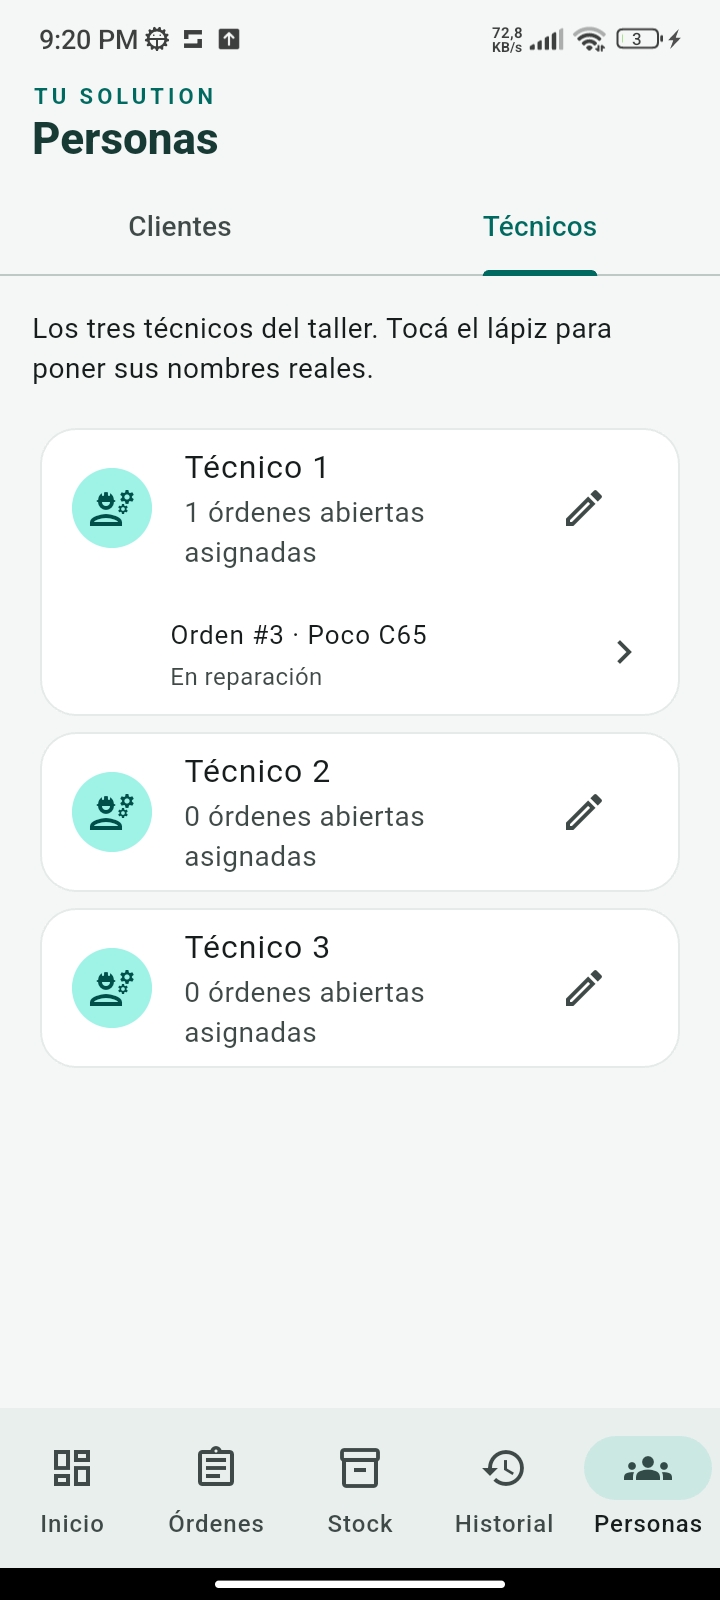 9:20 PM
72,8
KB/s
3
TU SOLUTION
Personas
Clientes
Técnicos
Los tres técnicos del taller. Tocá el lápiz para
poner sus nombres reales.
Técnico 1
1 órdenes abiertas
asignadas
Orden #3 · Poco C65
En reparación
Técnico 2
0 órdenes abiertas
asignadas
Técnico 3
0 órdenes abiertas
asignadas
Inicio
Órdenes
Stock
Historial
Personas